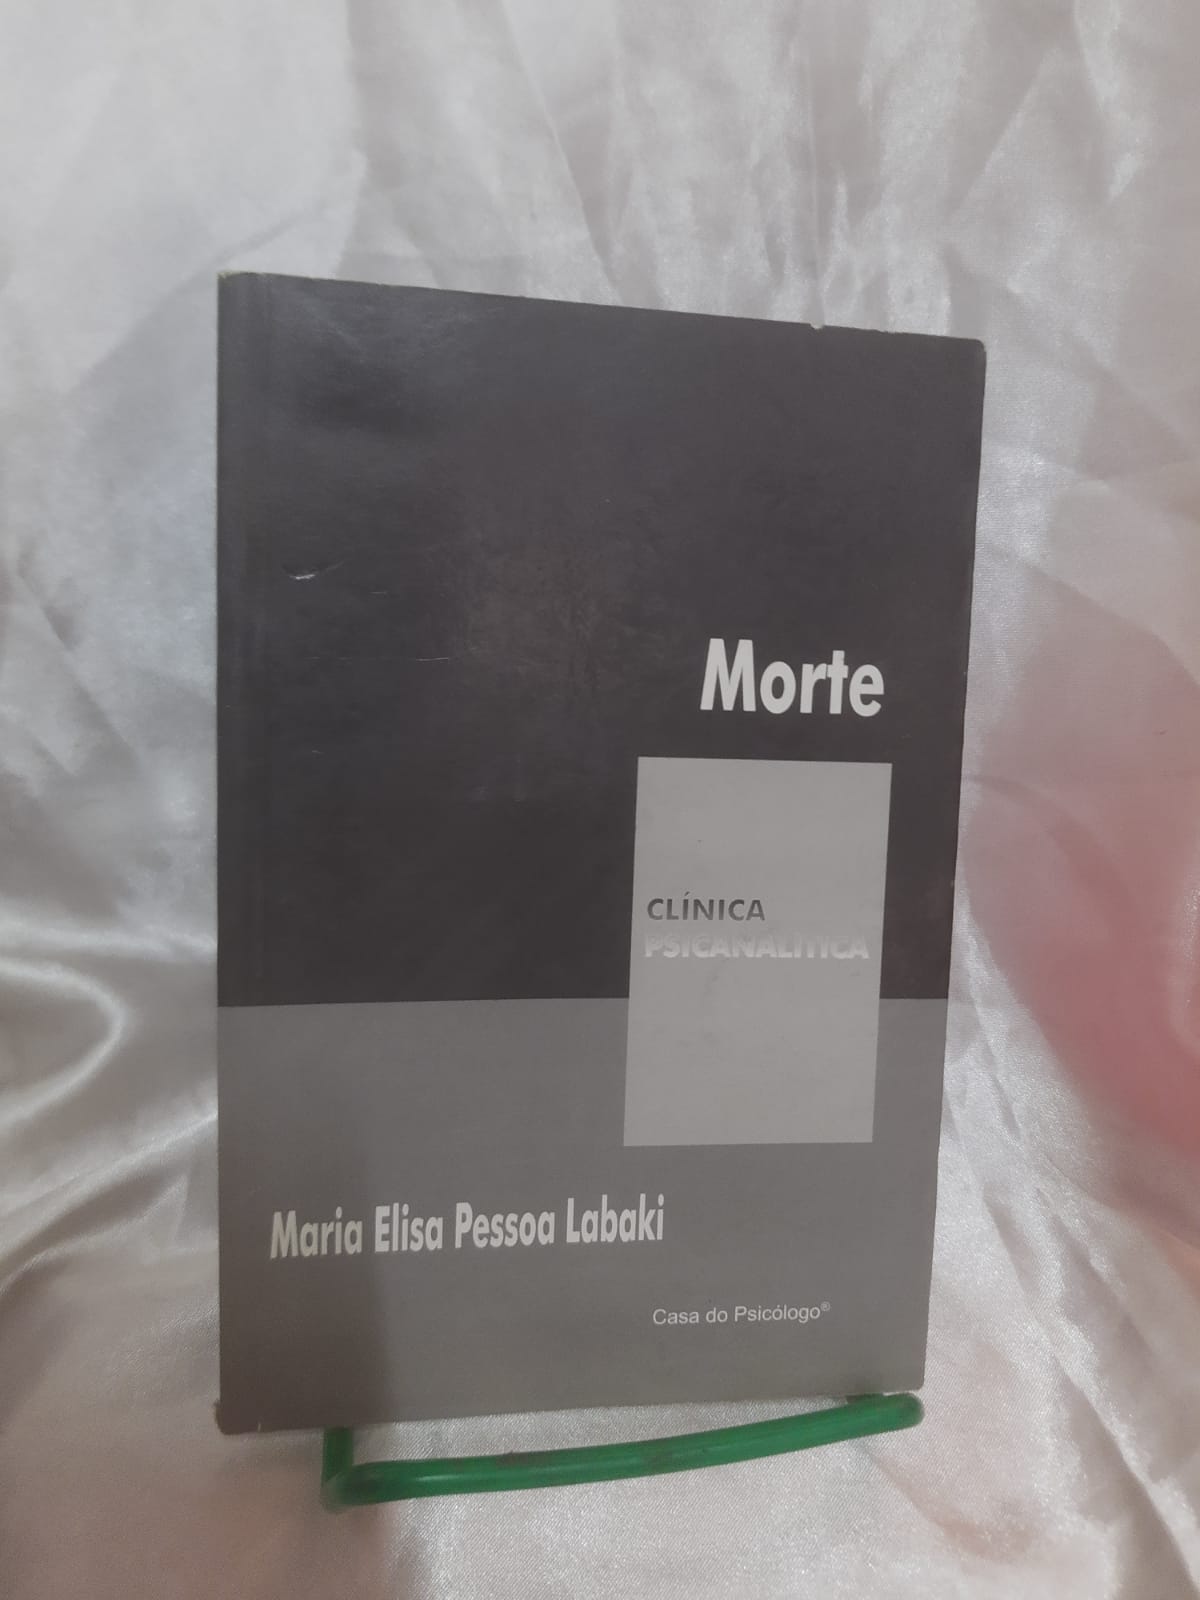 Morte
CLÍNICA
PSICANALÍTICA
Maria Elisa Pessoa Labaki
Casa do Psicólogo®